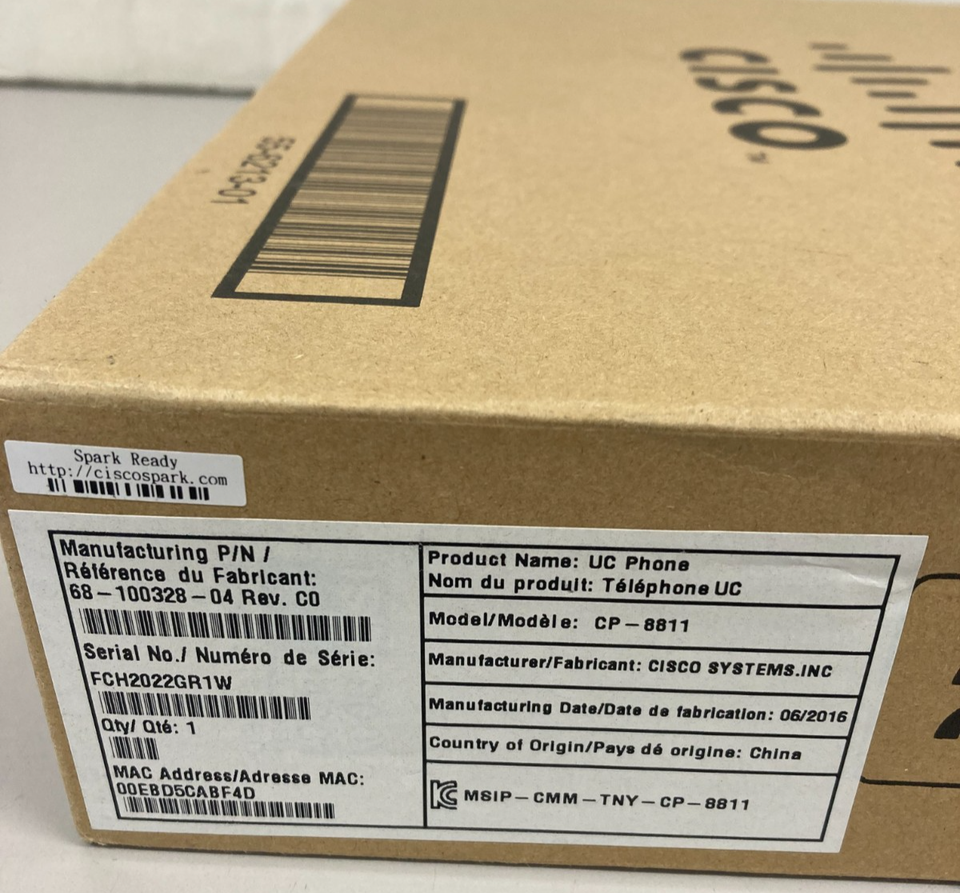 CISCO
TM
55-8213-01
Spark Ready
http://ciscospark.com
Manufacturing P/N /
Référence du Fabricant:
68-100328-04 Rev. C0
Serial No./ Numéro de Série:
FCH2022GR1W
Qty/ Qté: 1
MAC Address/Adresse MAC:
00EBD5CABF4D
Product Name: UC Phone
Nom du produit: Téléphone UC
Model/Modèle: CP-8811
Manufacturer/Fabricant: CISCO SYSTEMS.INC
Manufacturing Date/Date de fabrication: 06/2016
Country of Origin/Pays dé origine: China
MSIP-CMM-TNY-CP-8811